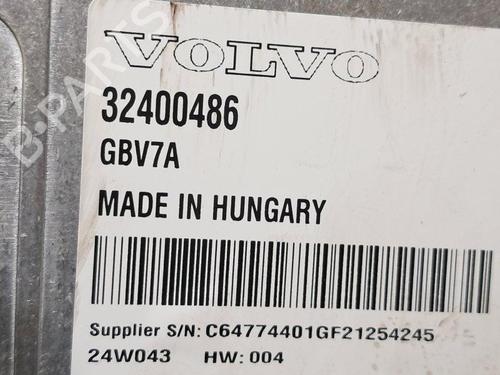 VOLVO
32400486
GBV7A
MADE IN HUNGARY
Supplier S/N: C64774401GF21254245
24W043 HW: 004
B-PARTS